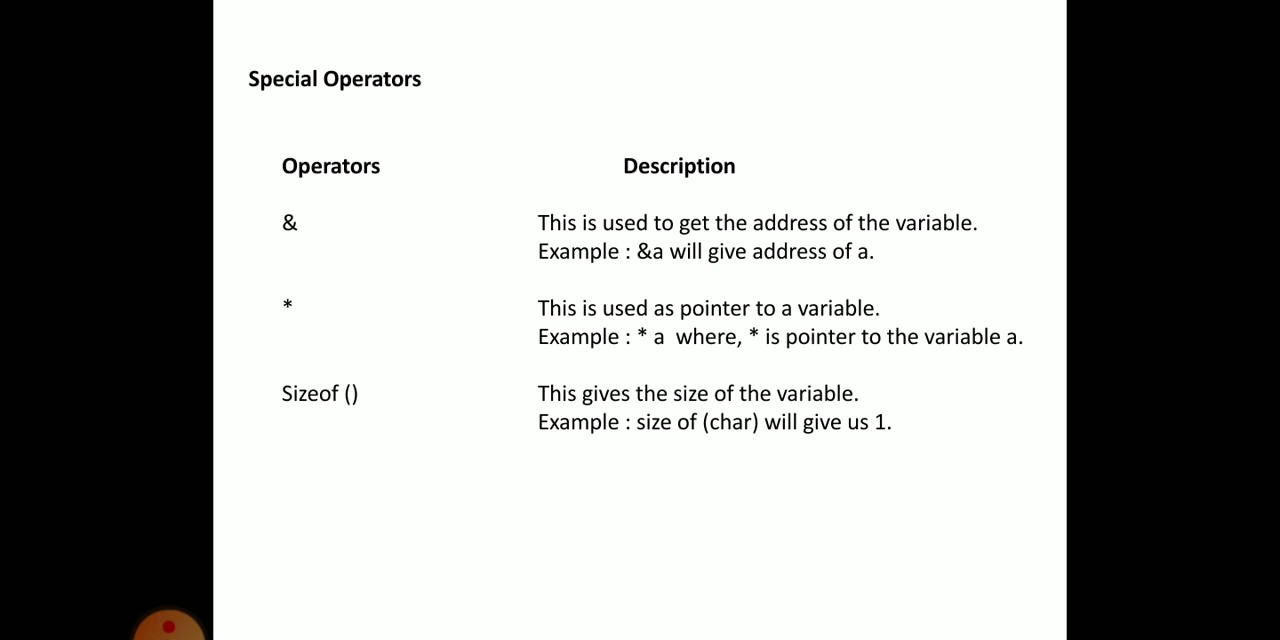 Special Operators
Operators Description
& This is used to get the address of the variable.
Example : &a will give address of a.
* This is used as pointer to a variable.
Example : * a where, * is pointer to the variable a.
Sizeof () This gives the size of the variable.
Example : size of (char) will give us 1.